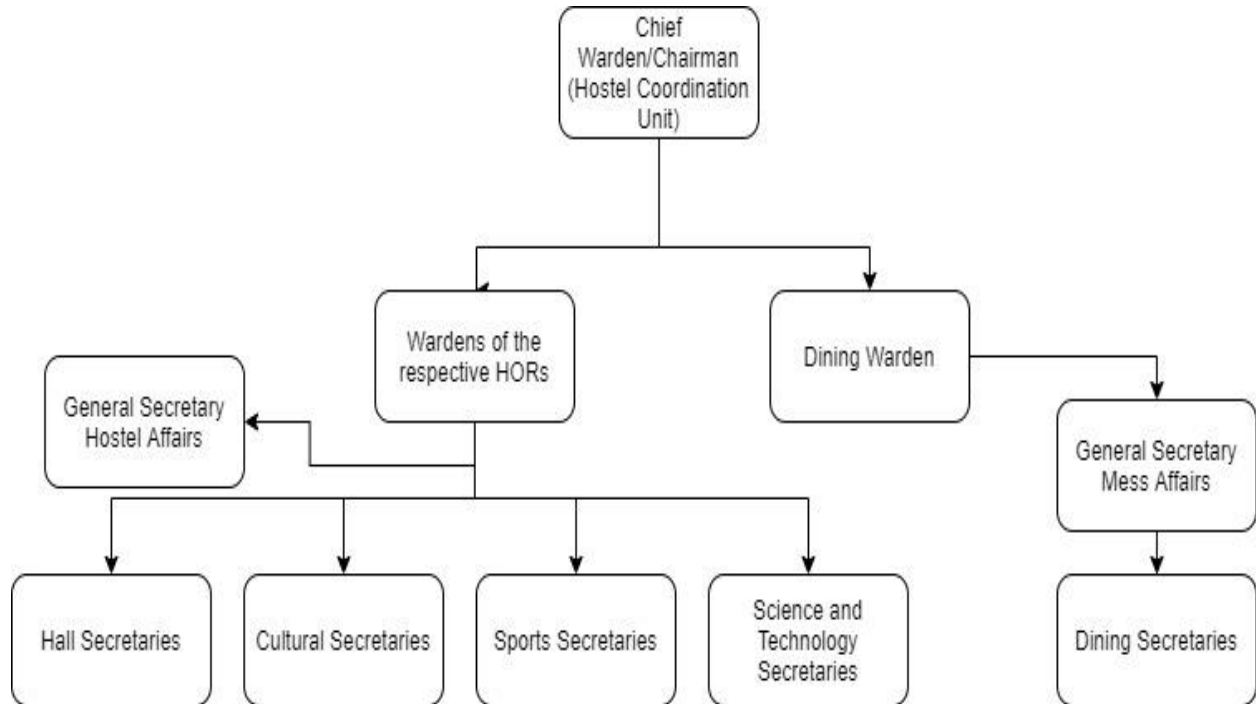 Chief
Warden/Chairman
(Hostel Coordination
Unit)
Wardens of the
respective HORs
Dining Warden
General Secretary
Hostel Affairs
General Secretary
Mess Affairs
Hall Secretaries
Cultural Secretaries
Sports Secretaries
Science and
Technology
Secretaries
Dining Secretaries